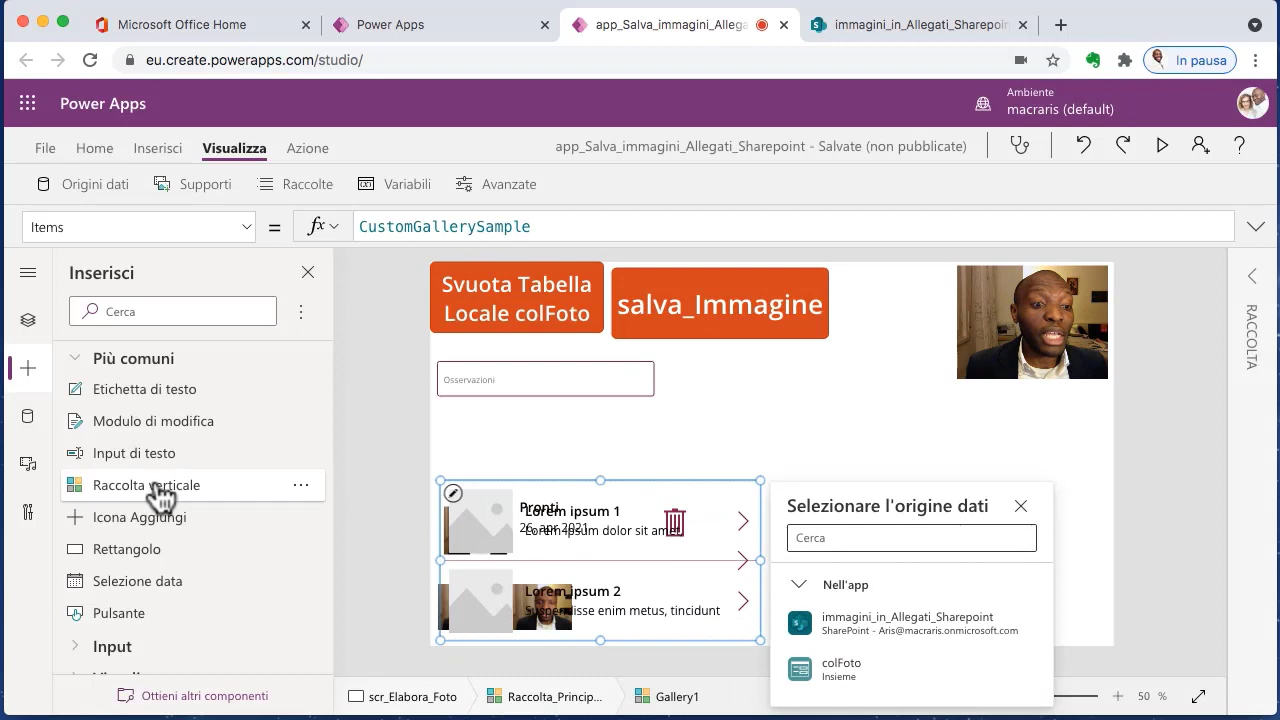 Microsoft Office Home
Power Apps
app_Salva_immagini_Allega
immagini_in_Allegati_Sharepoin
eu.create.powerapps.com/studio/
In pausa
Power Apps
Ambiente
macraris (default)
File
Home
Inserisci
Visualizza
Azione
app_Salva_immagini_Allegati_Sharepoint - Salvate (non pubblicate)
Origini dati
Supporti
Raccolte
Variabili
Avanzate
Items
=
fx
CustomGallerySample
Inserisci
Cerca
Più comuni
Etichetta di testo
Modulo di modifica
Input di testo
Raccolta verticale
Icona Aggiungi
Rettangolo
Selezione data
Pulsante
Input
Ottieni altri componenti
Svuota Tabella
Locale colFoto
salva_Immagine
Osservazioni
Pronti
Lorem ipsum 1
26. apr 2021
Lorem ipsum dolor sit amet,
Lorem ipsum 2
Suspendisse enim metus, tincidunt
Selezionare l'origine dati
Cerca
Nell'app
immagini_in_Allegati_Sharepoint
SharePoint - Aris@macraris.onmicrosoft.com
colFoto
Insieme
RACCOLTA
scr_Elabora_Foto
Raccolta_Princip...
Gallery1
50 %